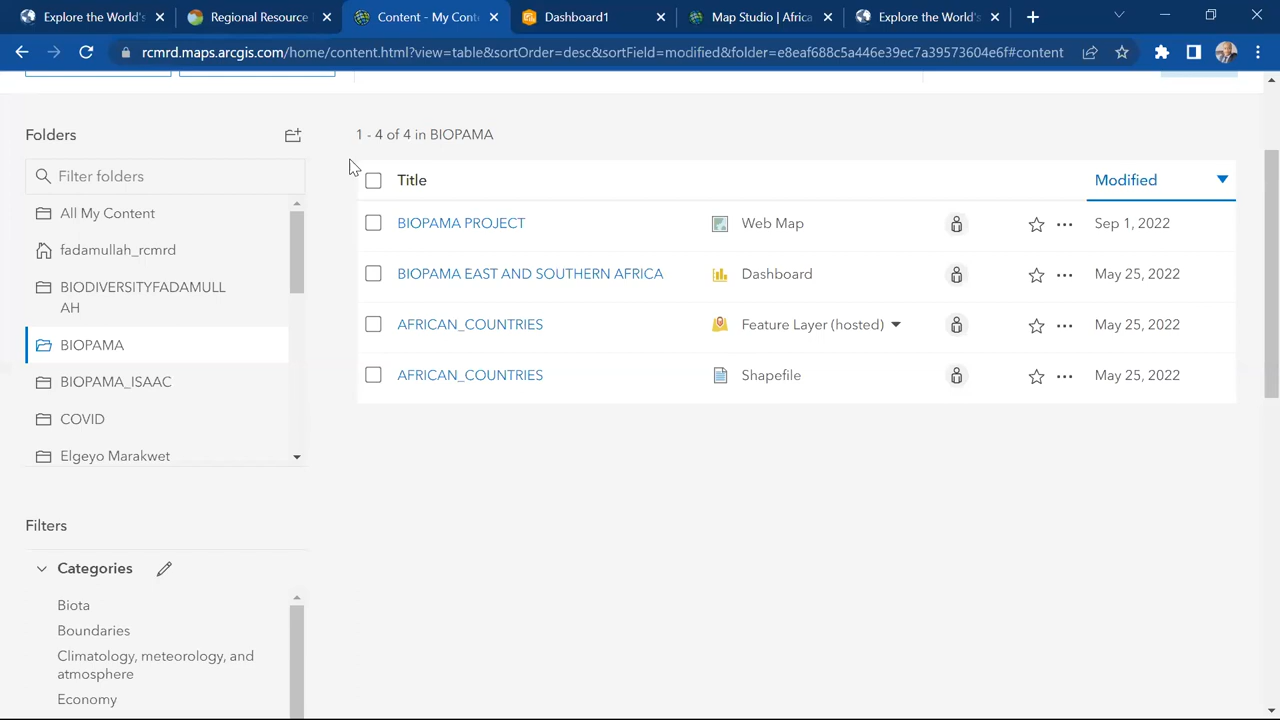 Explore the World's
Regional Resource
Content - My Conte
Dashboard1
Map Studio | Africa
Explore the World's
rcmrd.maps.arcgis.com/home/content.html?view=table&sortOrder=desc&sortField=modified&folder=e8eaf688c5a446e39ec7a39573604e6f#content
Folders
1 - 4 of 4 in BIOPAMA
Filter folders
Title
Modified
All My Content
BIOPAMA PROJECT
Web Map
Sep 1, 2022
fadamullah_rcmrd
BIOPAMA EAST AND SOUTHERN AFRICA
Dashboard
May 25, 2022
BIODIVERSITYFADAMULL
AH
AFRICAN_COUNTRIES
Feature Layer (hosted)
May 25, 2022
BIOPAMA
AFRICAN_COUNTRIES
Shapefile
May 25, 2022
BIOPAMA_ISAAC
COVID
Elgeyo Marakwet
Filters
Categories
Biota
Boundaries
Climatology, meteorology, and
atmosphere
Economy